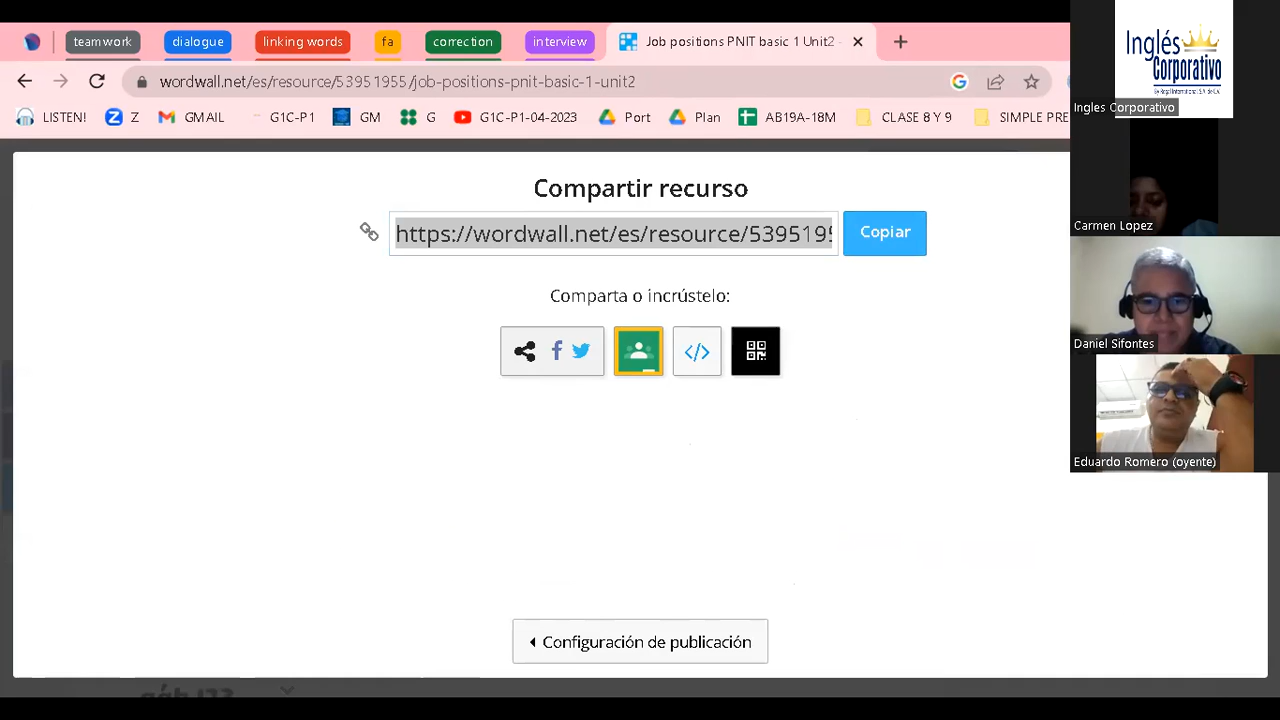 teamwork
dialogue
linking words
fa
correction
interview
Job positions PNIT basic 1 Unit2 -
wordwall.net/es/resource/53951955/job-positions-pnit-basic-1-unit2
LISTEN!
Z
GMAIL
G1C-P1
GM
G
G1C-P1-04-2023
Port
Plan
AB19A-18M
CLASE 8 Y 9
SIMPLE PRE
Compartir recurso
https://wordwall.net/es/resource/5395195
Copiar
Comparta o incrústelo:
Configuración de publicación
Inglés
Corporativo
Ingles Corporativo
Carmen Lopez
Daniel Sifontes
Eduardo Romero (oyente)